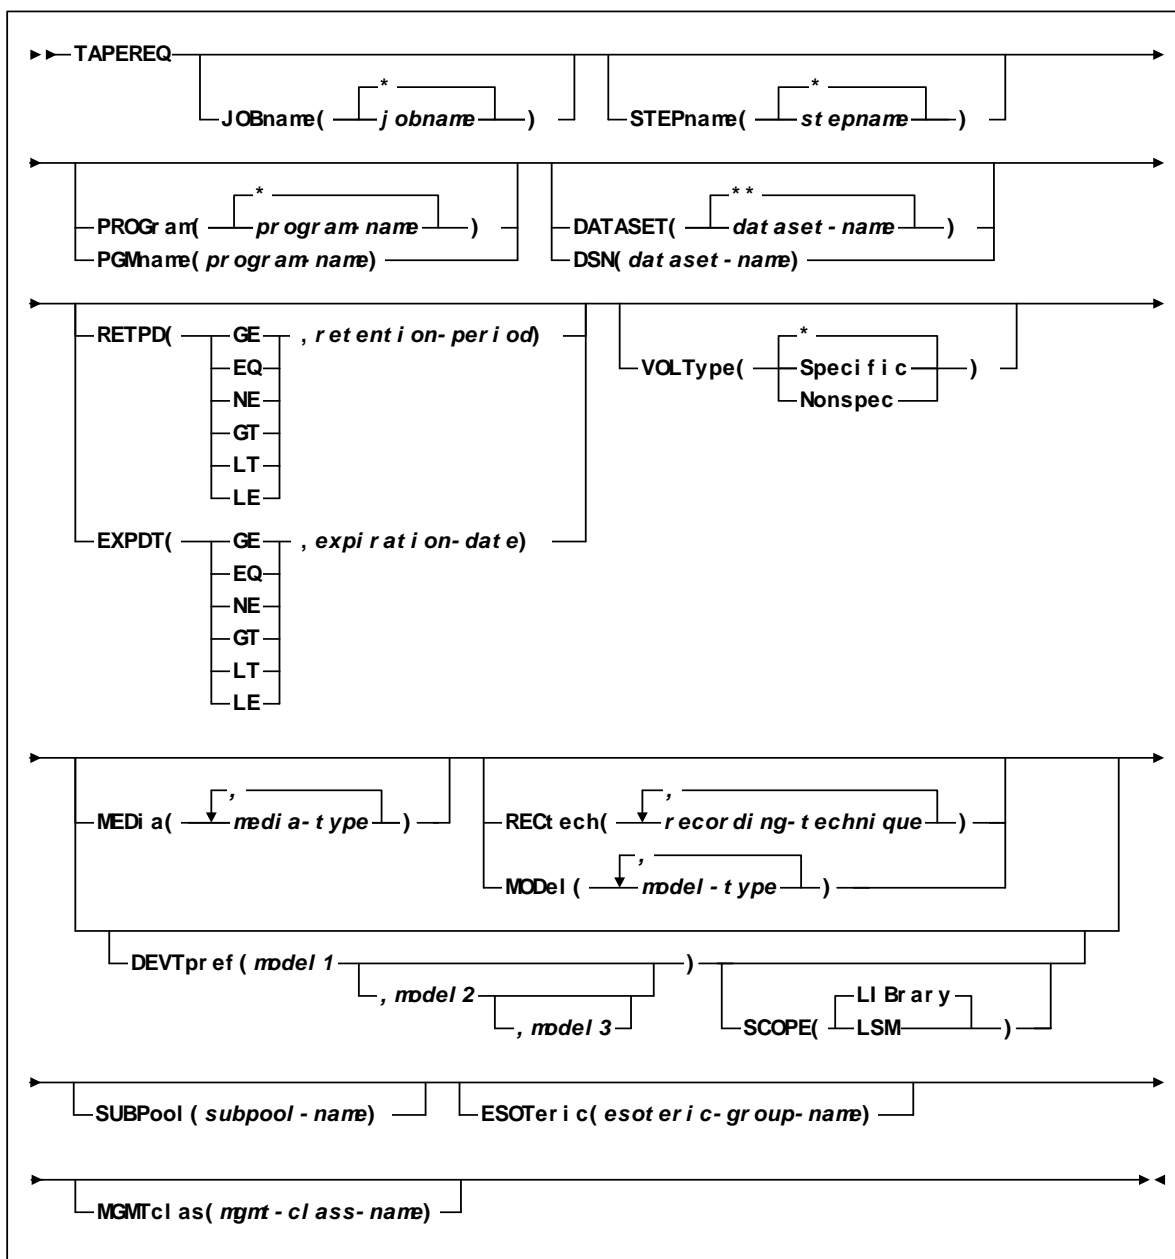 TAPEREQ
* *
JOBname( jobname ) STEPname( stepname )
* **
PROGram( program-name ) DATASET( dataset-name )
PGMname(program-name) DSN(dataset-name)
*
RETPD( GE , retention-period) VOLType( Specific )
EQ Nonspec
NE
GT
LT
LE
EXPDT( GE , expiration-date)
EQ
NE
GT
LT
LE
, ,
MEDia( media-type ) RECtech( recording-technique )
,
MODel( model-type )
DEVTpref(model1 )
,model2 LIBrary
,model3 SCOPE( LSM )
SUBPool(subpool-name) ESOTeric(esoteric-group-name)
MGMTclas(mgmt-class-name)